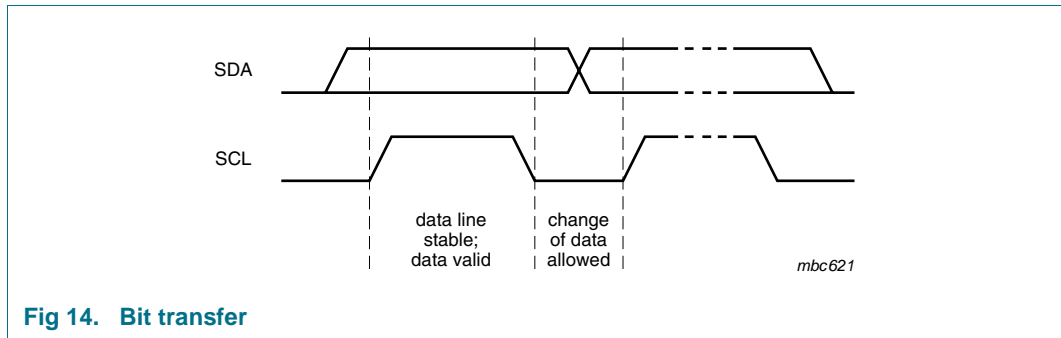 SDA
SCL
data line
stable;
data valid
change
of data
allowed
mbc621
Fig 14. Bit transfer